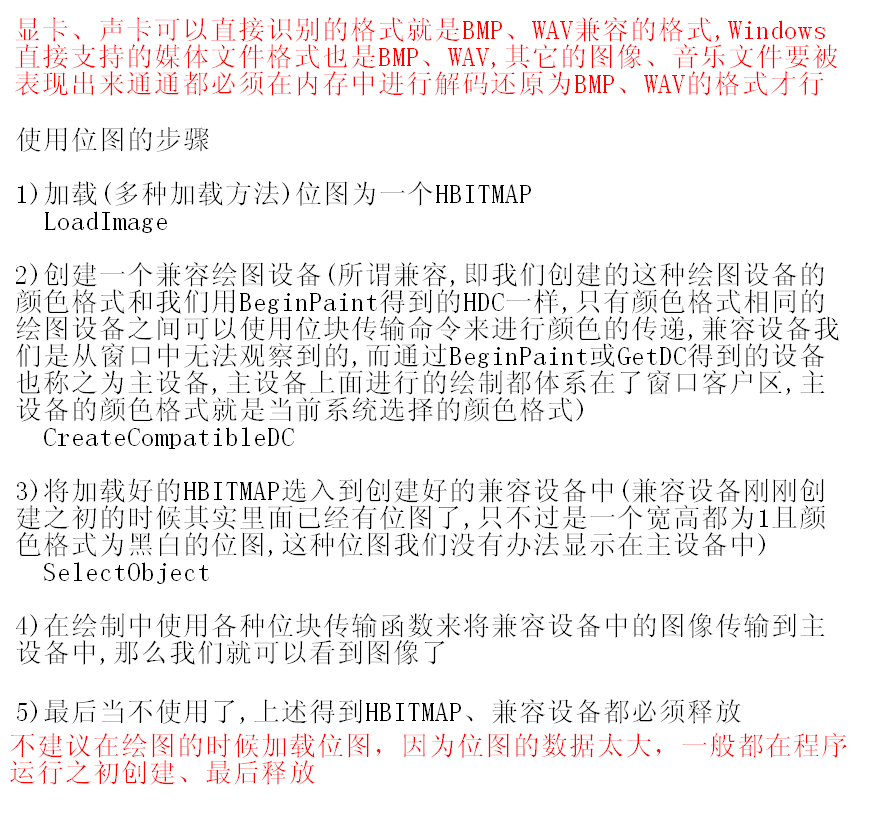 显卡、声卡可以直接识别的格式就是BMP、WAV兼容的格式,Windows
直接支持的媒体文件格式也是BMP、WAV,其它的图像、音乐文件要被
表现出来通通都必须在内存中进行解码还原为BMP、WAV的格式才行
使用位图的步骤
1)加载(多种加载方法)位图为一个HBITMAP
LoadImage
2)创建一个兼容绘图设备(所谓兼容,即我们创建的这种绘图设备的
颜色格式和我们用BeginPaint得到的HDC一样,只有颜色格式相同的
绘图设备之间可以使用位块传输命令来进行颜色的传递,兼容设备我
们是从窗口中无法观察到的,而通过BeginPaint或GetDC得到的设备
也称之为主设备,主设备上面进行的绘制都体系在了窗口客户区,主
设备的颜色格式就是当前系统选择的颜色格式)
CreateCompatibleDC
3)将加载好的HBITMAP选入到创建好的兼容设备中(兼容设备刚刚创
建之初的时候其实里面已经有位图了,只不过是一个宽高都为1且颜
色格式为黑白的位图,这种位图我们没有办法显示在主设备中)
SelectObject
4)在绘制中使用各种位块传输函数来将兼容设备中的图像传输到主
设备中,那么我们就可以看到图像了
5)最后当不使用了,上述得到HBITMAP、兼容设备都必须释放
不建议在绘图的时候加载位图，因为位图的数据太大，一般都在程序
运行之初创建、最后释放